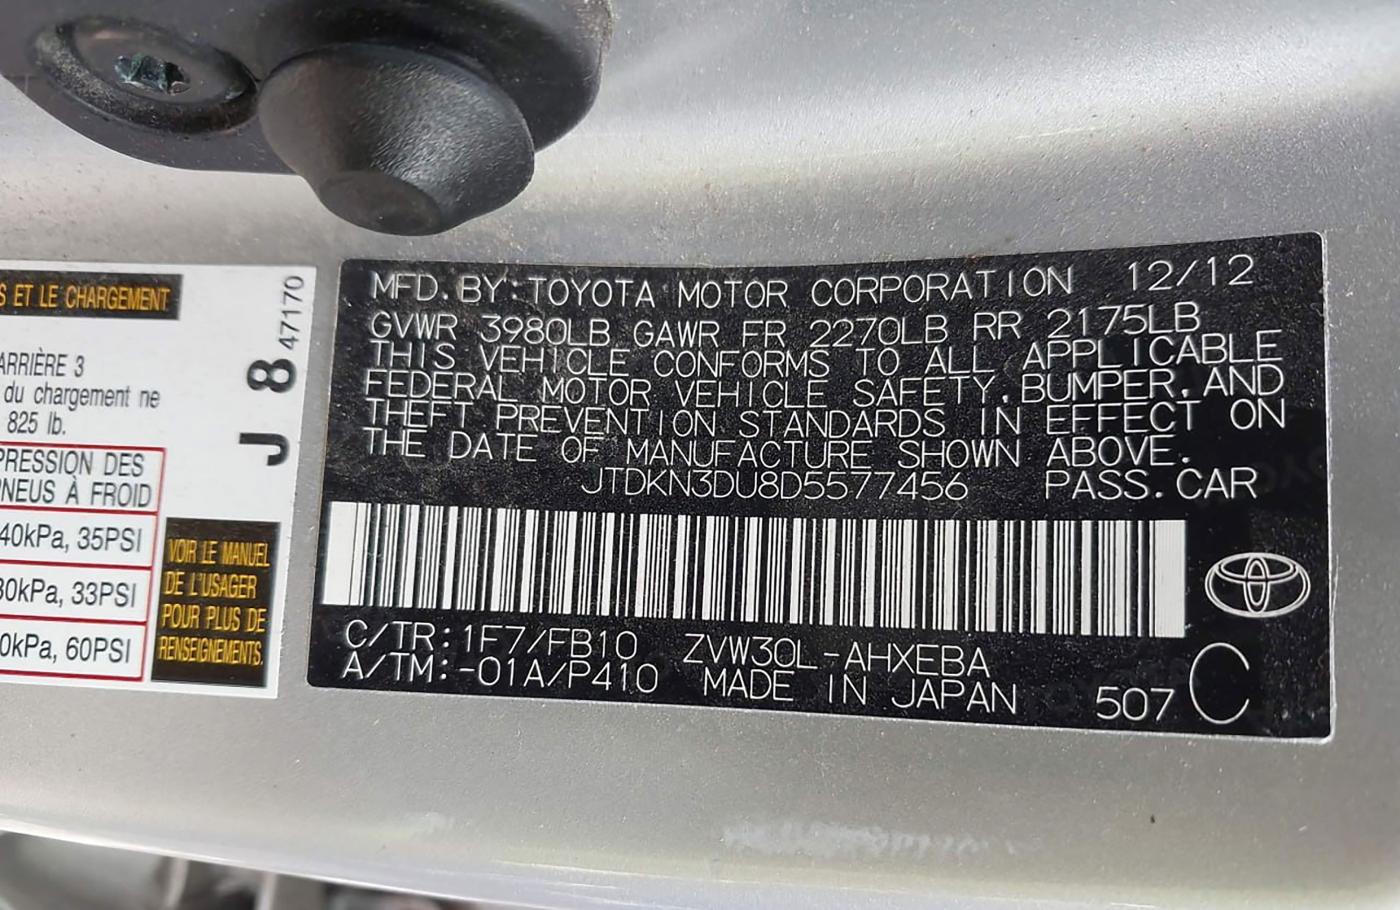 S ET LE CHARGEMENT
ARRIÈRE 3
du chargement ne
825 lb.
PRESSION DES
PNEUS À FROID
40kPa, 35PSI
30kPa, 33PSI
0kPa, 60PSI
VOIR LE MANUEL
DE L'USAGER
POUR PLUS DE
RENSEIGNEMENTS.
J 8 47170
MFD. BY: TOYOTA MOTOR CORPORATION 12/12
GVWR 3980LB GAWR FR 2270LB RR 2175LB
THIS VEHICLE CONFORMS TO ALL APPLICABLE
FEDERAL MOTOR VEHICLE SAFETY, BUMPER, AND
THEFT PREVENTION STANDARDS IN EFFECT ON
THE DATE OF MANUFACTURE SHOWN ABOVE.
JTDKN3DU8D5577456 PASS. CAR
C/TR: 1F7/FB10 ZVW30L-AHXEBA
A/TM:-01A/P410 MADE IN JAPAN 507 C